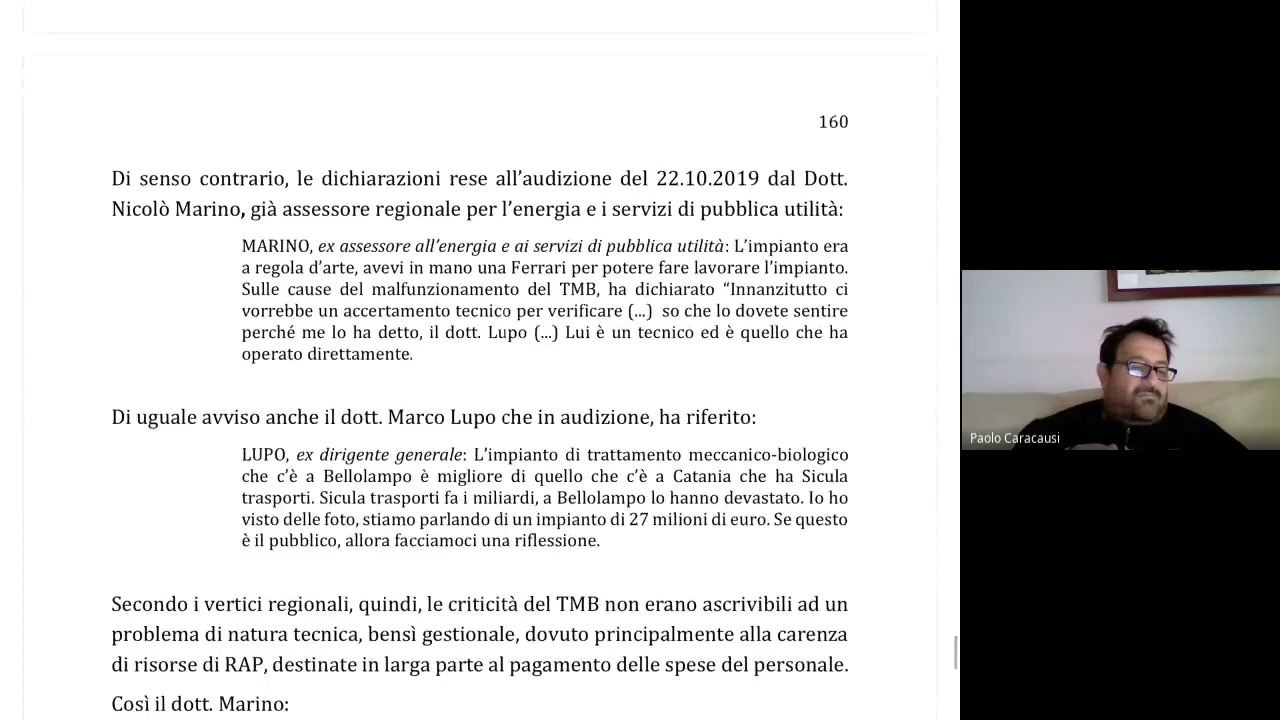 160
Di senso contrario, le dichiarazioni rese all’audizione del 22.10.2019 dal Dott.
Nicolò Marino, già assessore regionale per l’energia e i servizi di pubblica utilità:
MARINO, ex assessore all’energia e ai servizi di pubblica utilità: L’impianto era
a regola d’arte, avevi in mano una Ferrari per potere fare lavorare l’impianto.
Sulle cause del malfunzionamento del TMB, ha dichiarato “Innanzitutto ci
vorrebbe un accertamento tecnico per verificare (...) so che lo dovete sentire
perché me lo ha detto, il dott. Lupo (...) Lui è un tecnico ed è quello che ha
operato direttamente.
Di uguale avviso anche il dott. Marco Lupo che in audizione, ha riferito:
LUPO, ex dirigente generale: L’impianto di trattamento meccanico-biologico
che c’è a Bellolampo è migliore di quello che c’è a Catania che ha Sicula
trasporti. Sicula trasporti fa i miliardi, a Bellolampo lo hanno devastato. Io ho
visto delle foto, stiamo parlando di un impianto di 27 milioni di euro. Se questo
è il pubblico, allora facciamoci una riflessione.
Secondo i vertici regionali, quindi, le criticità del TMB non erano ascrivibili ad un
problema di natura tecnica, bensì gestionale, dovuto principalmente alla carenza
di risorse di RAP, destinate in larga parte al pagamento delle spese del personale.
Così il dott. Marino:
Paolo Caracausi